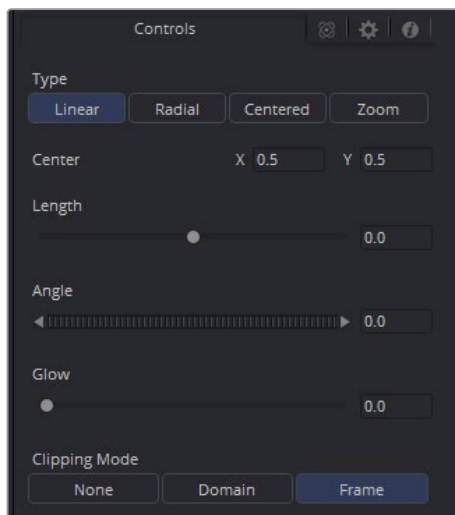 Controls
Type
Linear Radial Centered Zoom
Center X 0.5 Y 0.5
Length
0.0
Angle
0.0
Glow
0.0
Clipping Mode
None Domain Frame